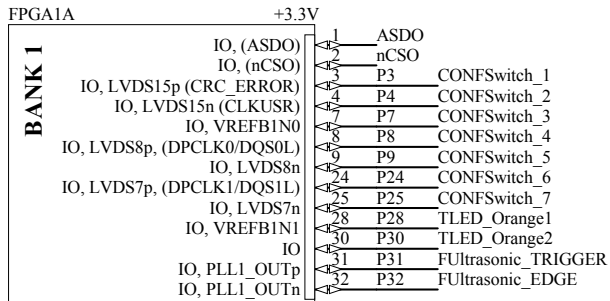 FPGA1A +3.3V
BANK 1
IO, (ASDO) 1 ASDO
IO, (nCSO) 2 nCSO
IO, LVDS15p (CRC_ERROR) 3 P3 CONFSwitch_1
IO, LVDS15n (CLKUSR) 4 P4 CONFSwitch_2
IO, VREFB1N0 7 P7 CONFSwitch_3
IO, LVDS8p, (DPCLK0/DQS0L) 8 P8 CONFSwitch_4
IO, LVDS8n 9 P9 CONFSwitch_5
IO, LVDS7p, (DPCLK1/DQS1L) 24 P24 CONFSwitch_6
IO, LVDS7n 25 P25 CONFSwitch_7
IO, VREFB1N1 28 P28 TLED_Orange1
IO 30 P30 TLED_Orange2
IO, PLL1_OUTp 31 P31 FUltrasonic_TRIGGER
IO, PLL1_OUTn 32 P32 FUltrasonic_EDGE